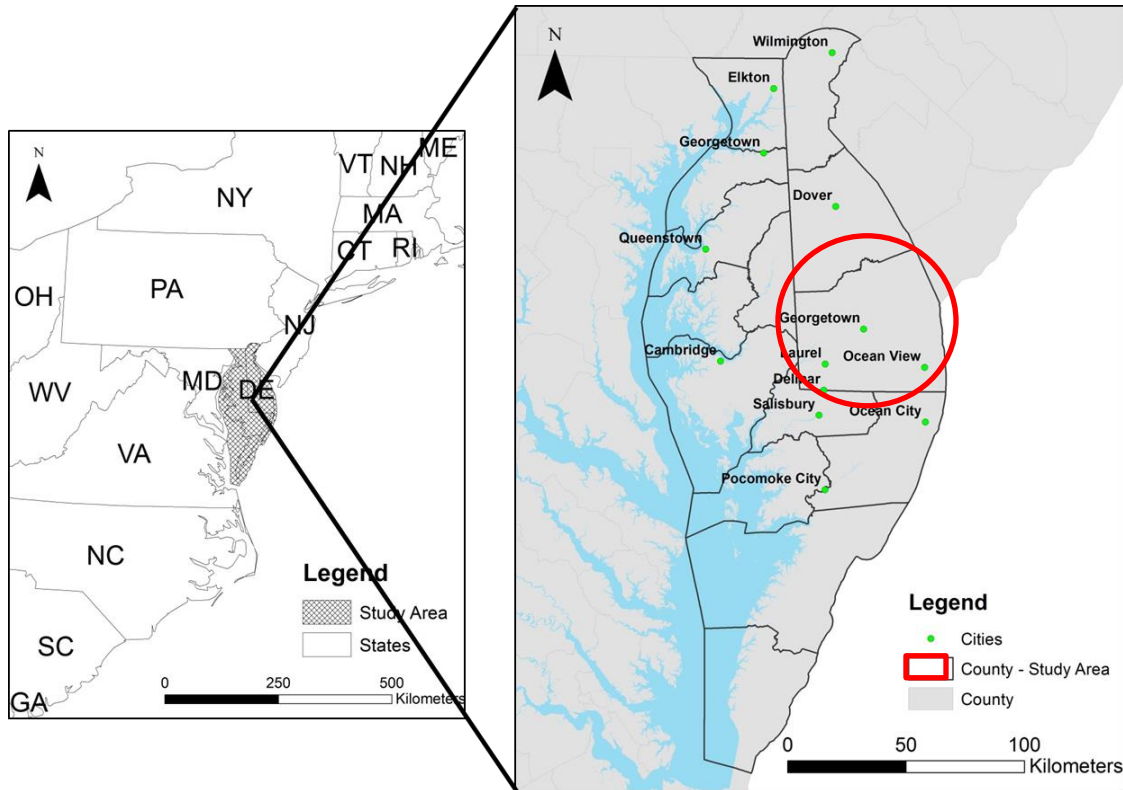 N
VT
NH
ME
NY
MA
CT
RI
PA
OH
NJ
MD
DE
WV
VA
NC
SC
GA
Legend
Study Area
States
0
250
500
Kilometers
N
Wilmington
Elkton
Georgetown
Dover
Queenstown
Georgetown
Cambridge
Laurel
Ocean View
Delmar
Salisbury
Ocean City
Pocomoke City
Legend
Cities
County - Study Area
County
0
50
100
Kilometers